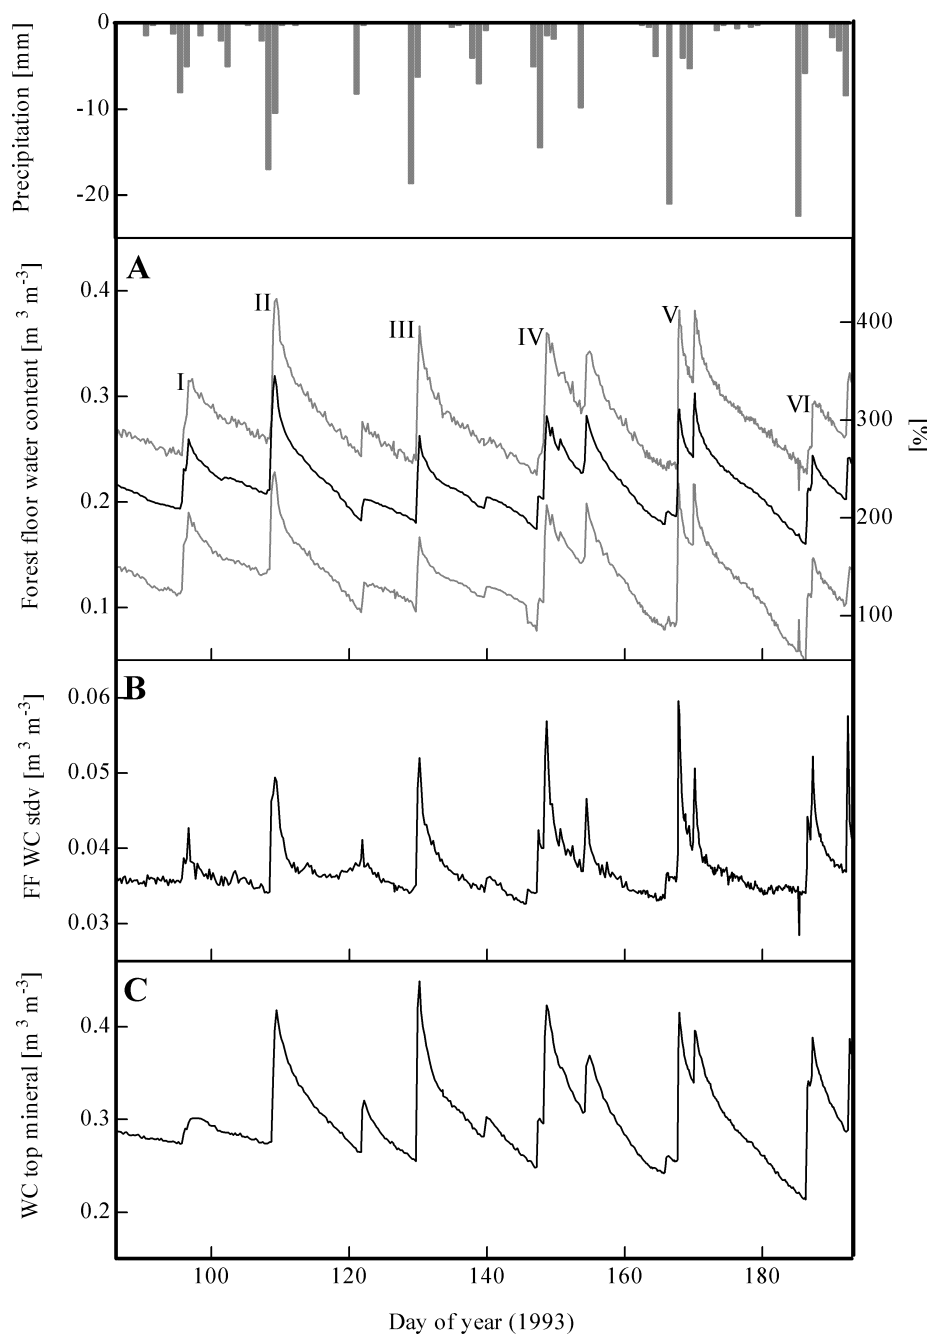 0
-10
-20
Precipitation [mm]
A
0.4
0.3
0.2
0.1
Forest floor water content [m 3 m-3]
I
II
III
IV
V
VI
400
300
200
100
[%]
B
0.06
0.05
0.04
0.03
FF WC stdv [m 3 m-3]
C
0.4
0.3
0.2
WC top mineral [m 3 m-3]
100 120 140 160 180
Day of year (1993)